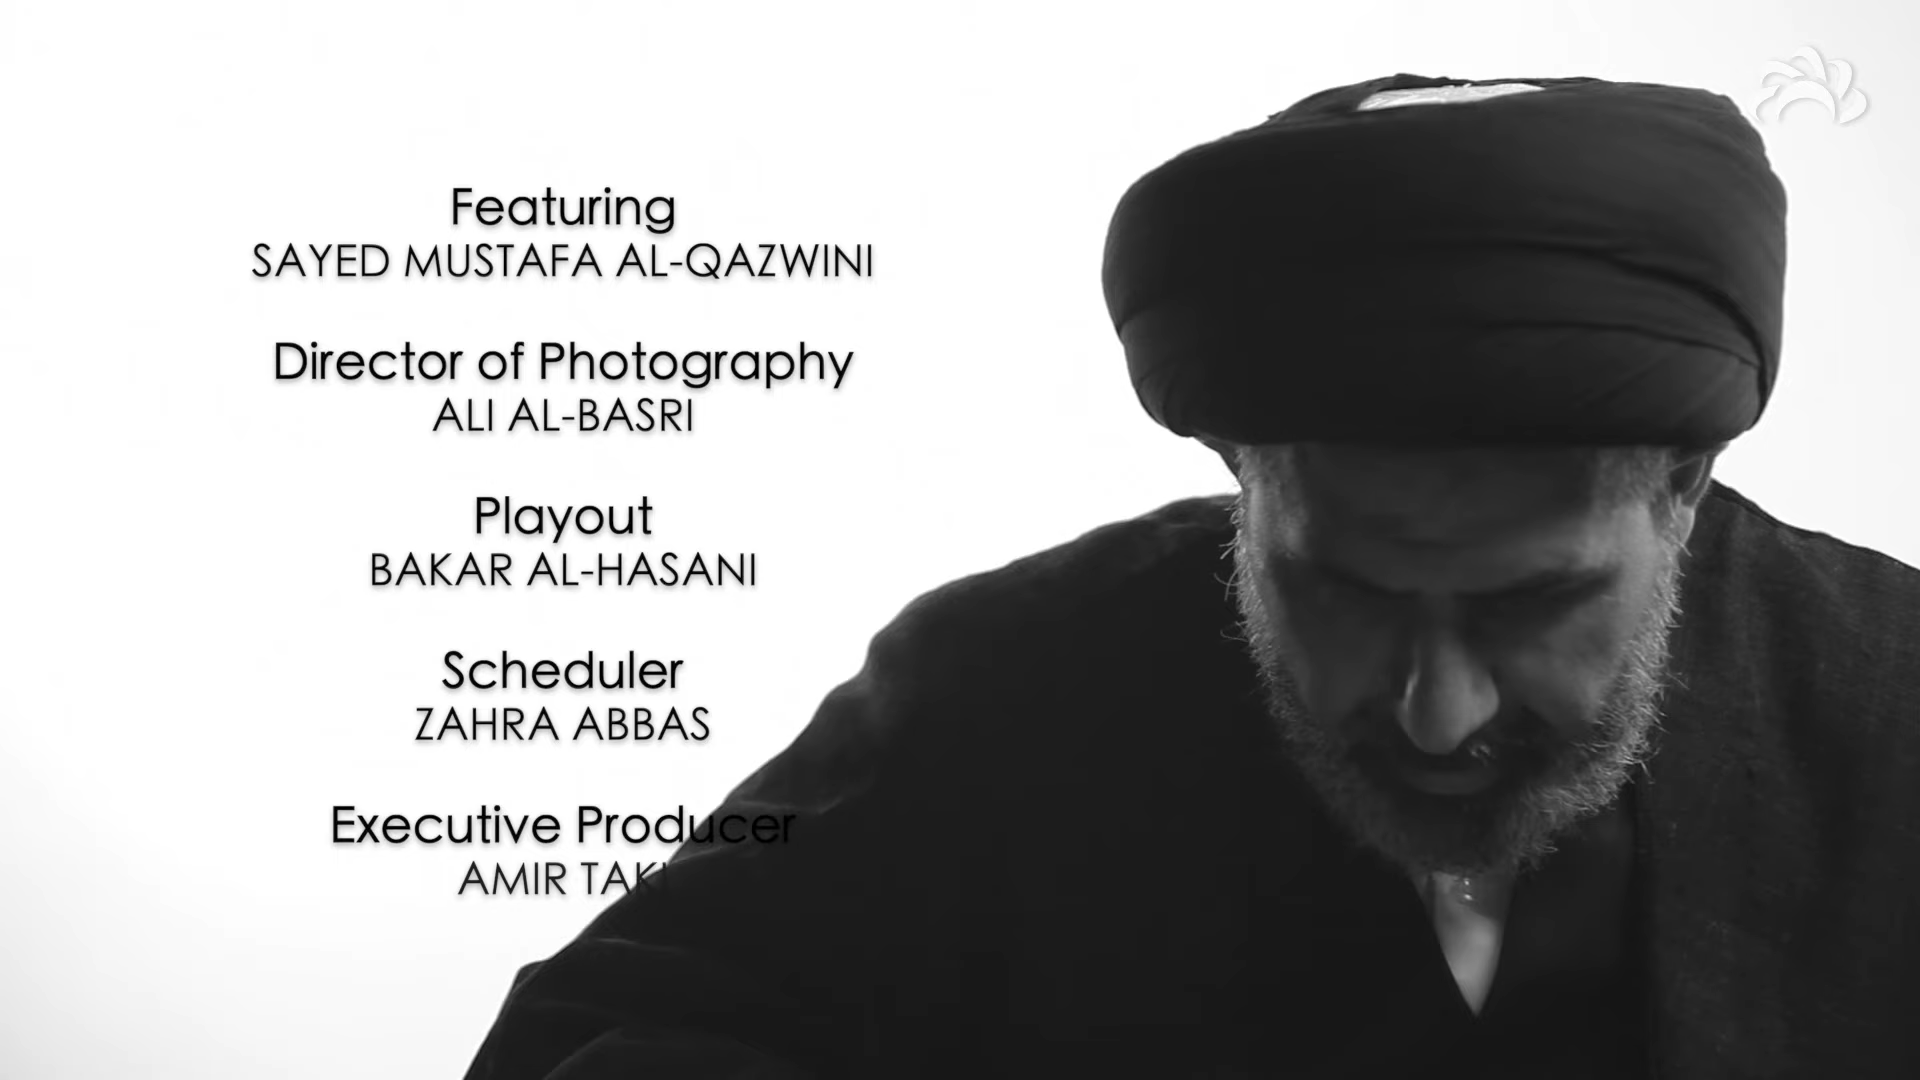 Featuring
SAYED MUSTAFA AL-QAZWINI
Director of Photography
ALI AL-BASRI
Playout
BAKAR AL-HASANI
Scheduler
ZAHRA ABBAS
Executive Producer
AMIR TAKI